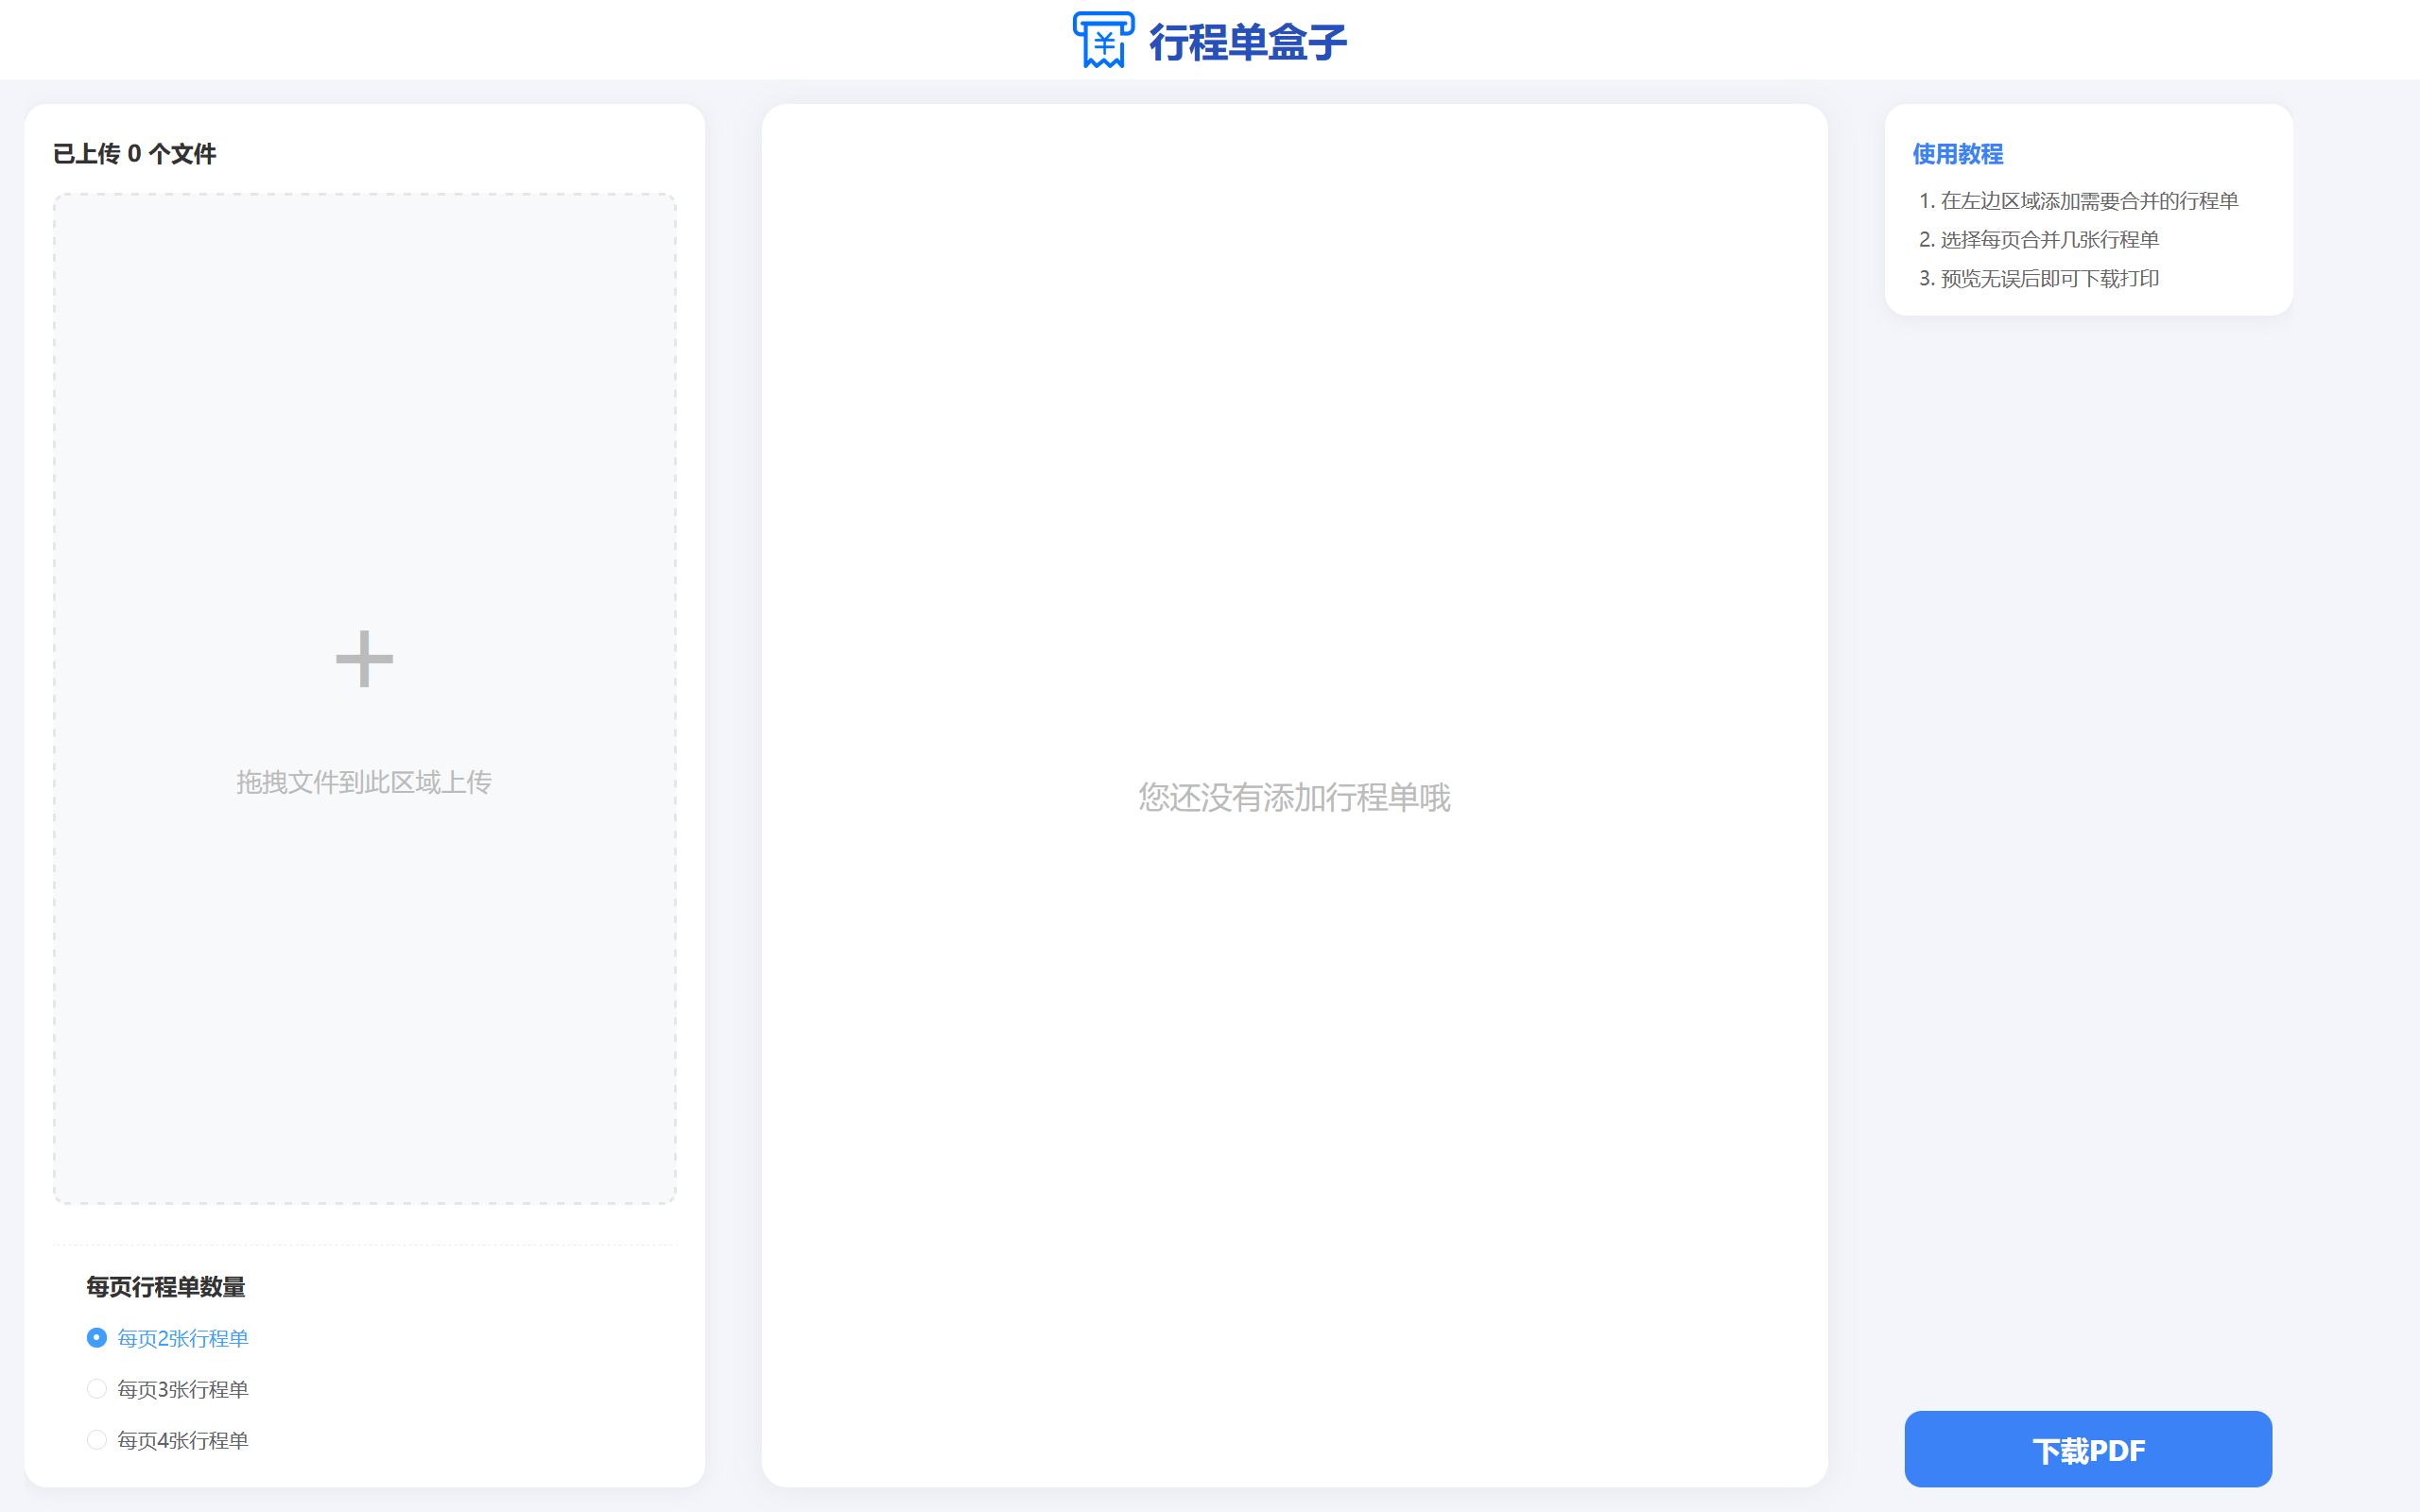 行程单盒子
已上传 0 个文件
拖拽文件到此区域上传
每页行程单数量
每页2张行程单
每页3张行程单
每页4张行程单
您还没有添加行程单哦
使用教程
1. 在左边区域添加需要合并的行程单
2. 选择每页合并几张行程单
3. 预览无误后即可下载打印
下载PDF